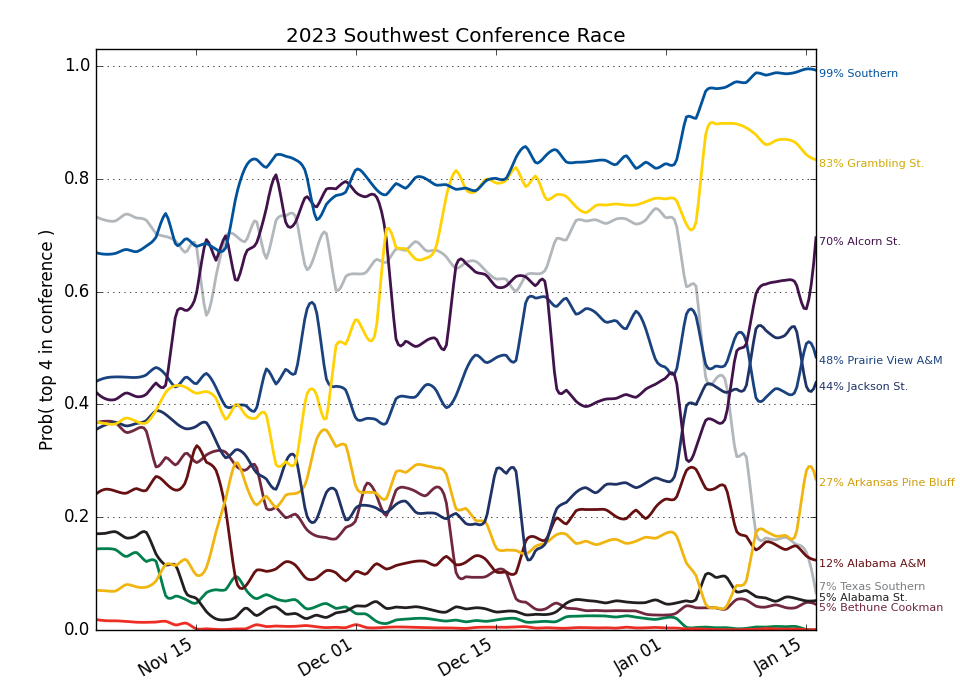 2023 Southwest Conference Race
Prob( top 4 in conference )
1.0
0.8
0.6
0.4
0.2
0.0
Nov 15
Dec 01
Dec 15
Jan 01
Jan 15
99% Southern
83% Grambling St.
70% Alcorn St.
48% Prairie View A&M
44% Jackson St.
27% Arkansas Pine Bluff
12% Alabama A&M
7% Texas Southern
5% Alabama St.
5% Bethune Cookman